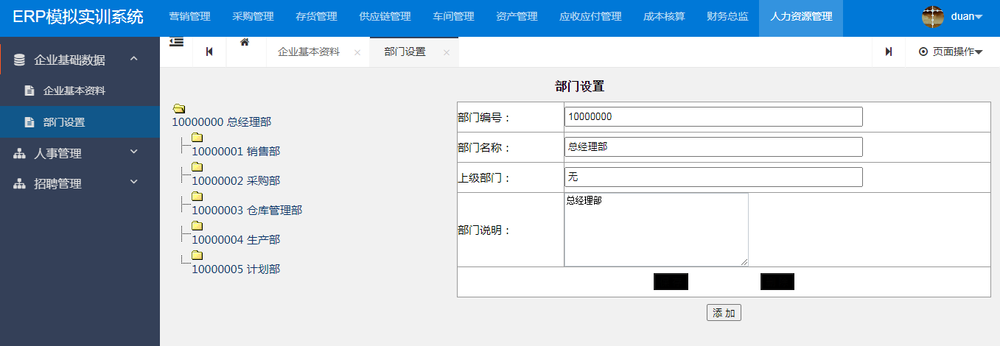 ERP模拟实训系统 营销管理 采购管理 存货管理 供应链管理 车间管理 资产管理 应收应付管理 成本核算 财务总监 人力资源管理 duan
企业基本资料 × 部门设置 × 页面操作
企业基础数据
企业基本资料
部门设置
人事管理
招聘管理
部门设置
10000000 总经理部
10000001 销售部
10000002 采购部
10000003 仓库管理部
10000004 生产部
10000005 计划部
部门编号： 10000000
部门名称： 总经理部
上级部门： 无
部门说明： 总经理部
添 加